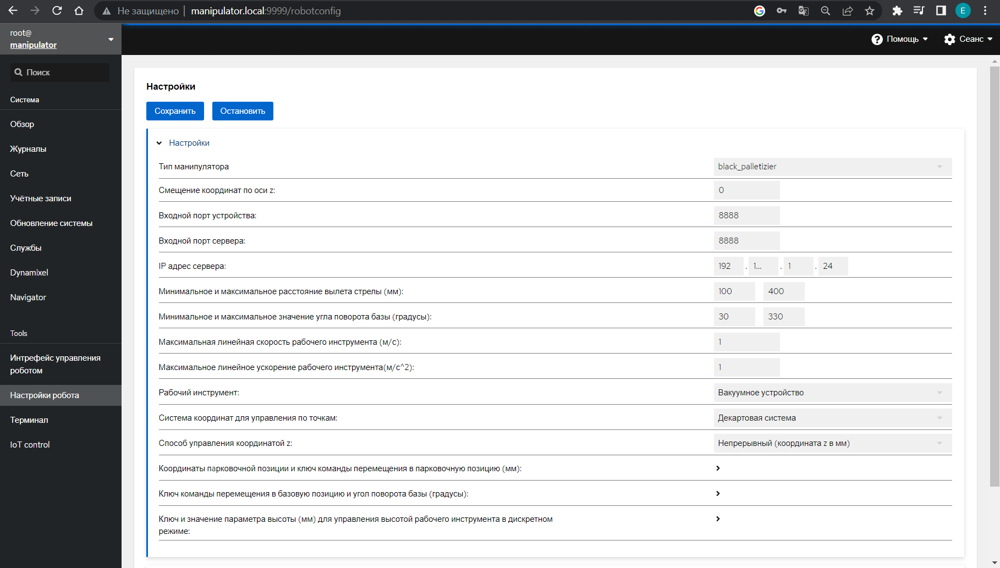 Не защищено | manipulator.local:9999/robotconfig
E
root@
manipulator
Помощь
Сеанс
Поиск
Система
Обзор
Журналы
Сеть
Учётные записи
Обновление системы
Службы
Dynamixel
Navigator
Tools
Интрефейс управления
роботом
Настройки робота
Терминал
IoT control
Настройки
Сохранить
Остановить
Настройки
Тип манипулятора
black_palletizier
Смещение координат по оси z:
0
Входной порт устройства:
8888
Входной порт сервера:
8888
IP адрес сервера:
192 . 1... . 1 . 24
Минимальное и максимальное расстояние вылета стрелы (мм):
100 400
Минимальное и максимальное значение угла поворота базы (градусы):
30 330
Максимальная линейная скорость рабочего инструмента (м/с):
1
Максимальное линейное ускорение рабочего инструмента(м/с^2):
1
Рабочий инструмент:
Вакуумное устройство
Система координат для управления по точкам:
Декартовая система
Способ управления координатой z:
Непрерывный (координата z в мм)
Координаты парковочной позиции и ключ команды перемещения в парковочную позицию (мм):
Ключ команды перемещения в базовую позицию и угол поворота базы (градусы):
Ключ и значение параметра высоты (мм) для управления высотой рабочего инструмента в дискретном
режиме: